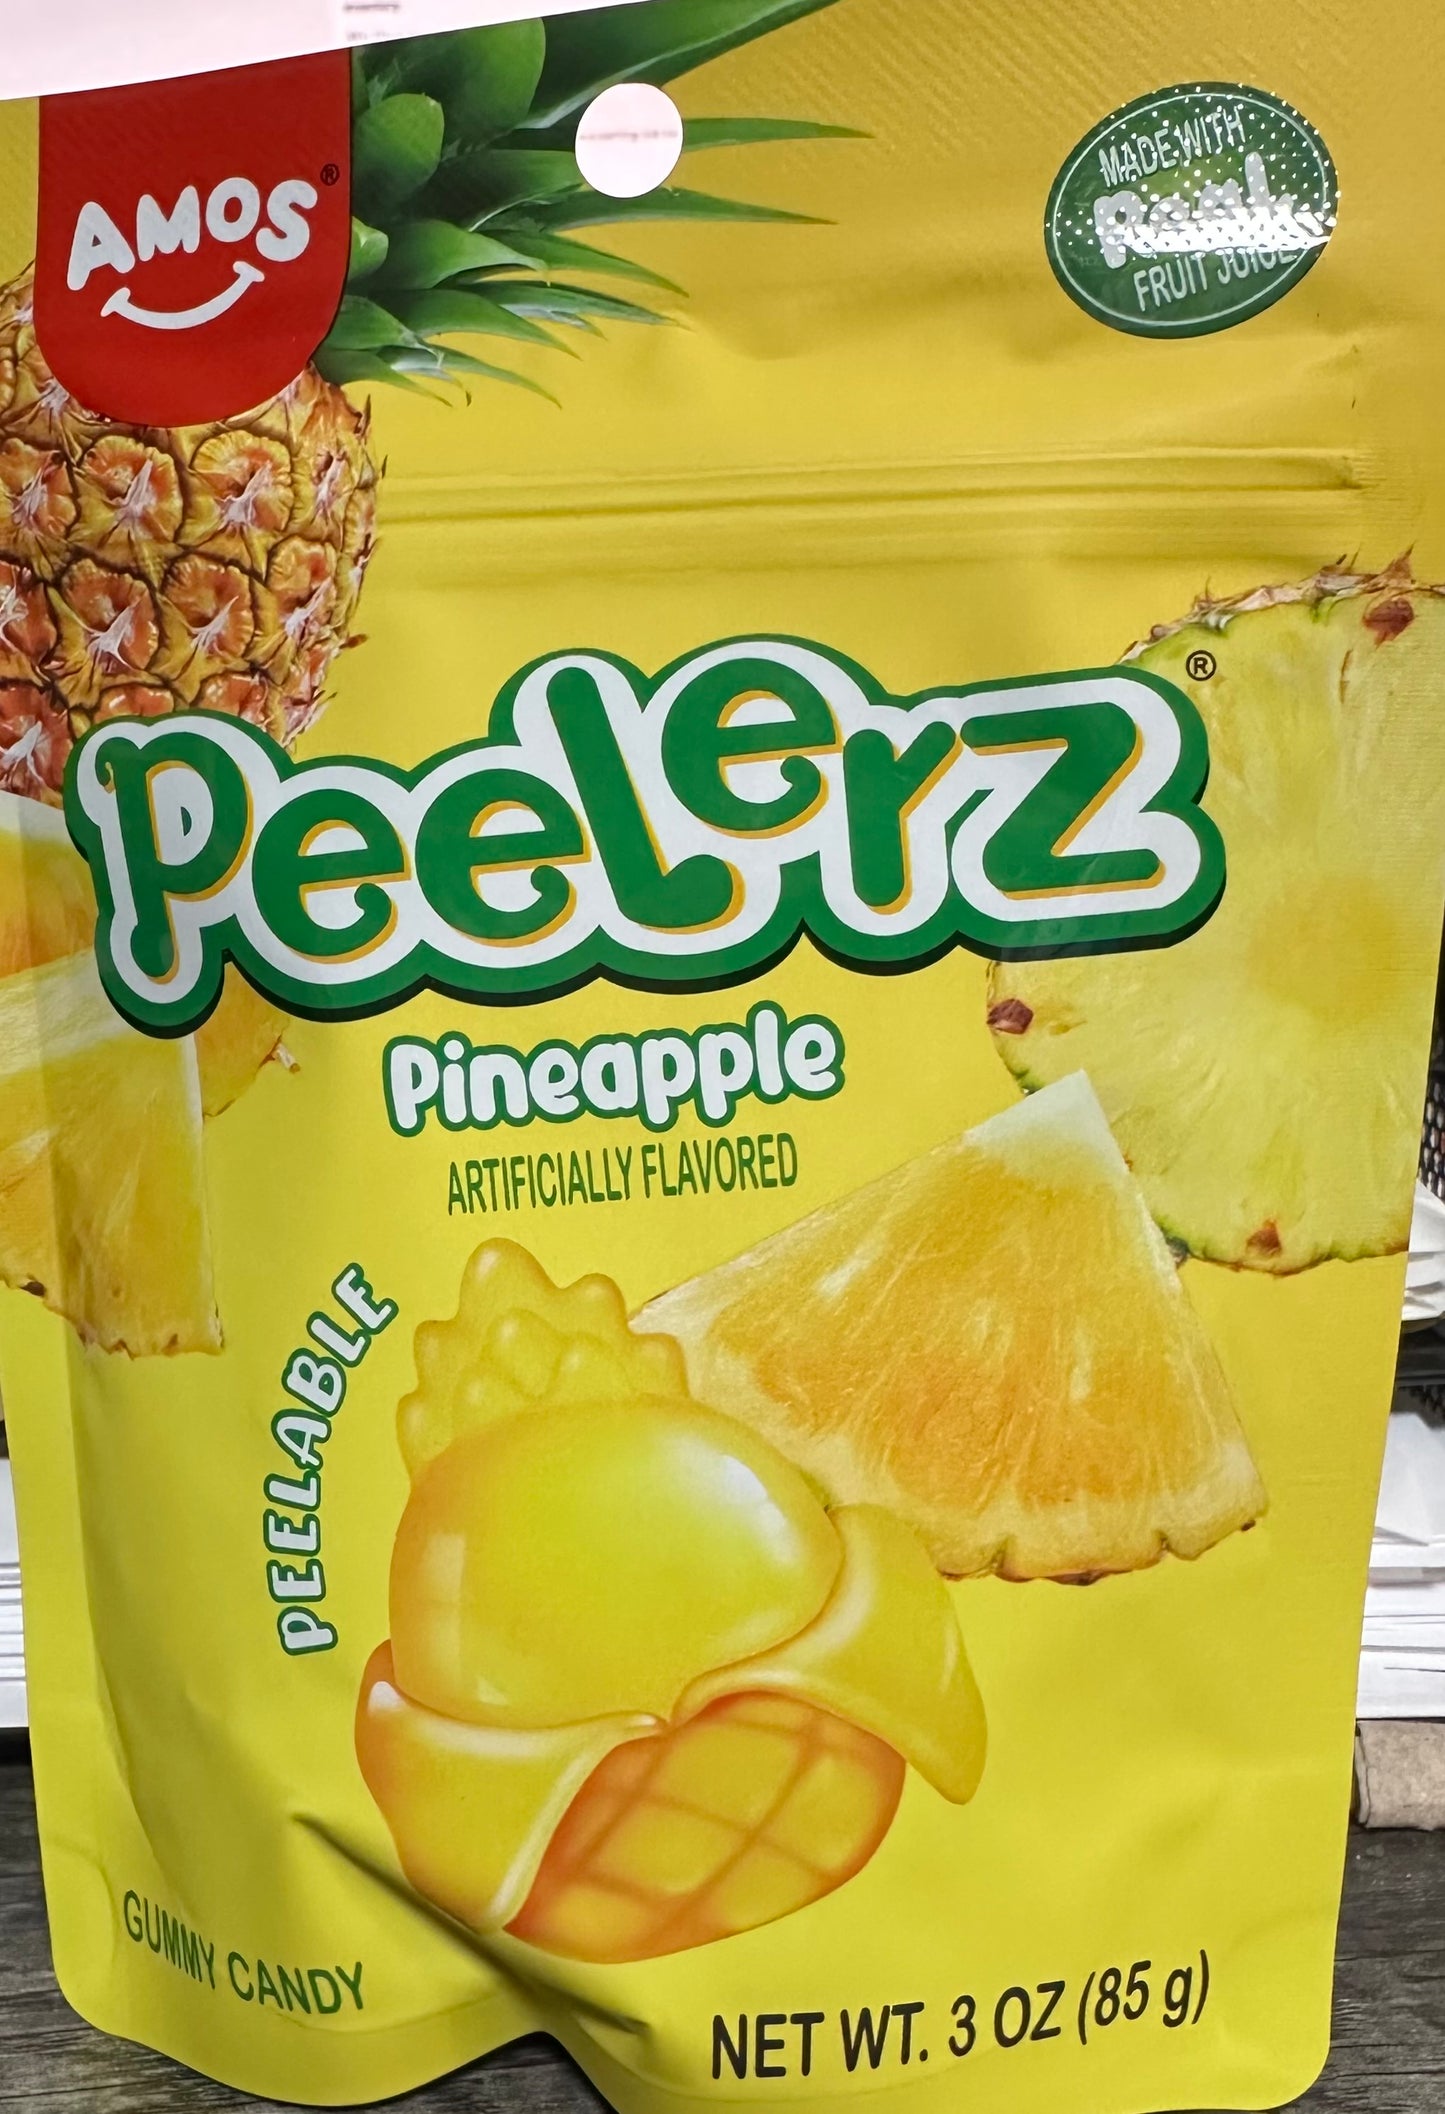 AMOS®
MADE WITH
Real
FRUIT JUICE
Peelerz®
Pineapple
ARTIFICIALLY FLAVORED
PEELABLE
GUMMY CANDY
NET WT. 3 OZ (85 g)